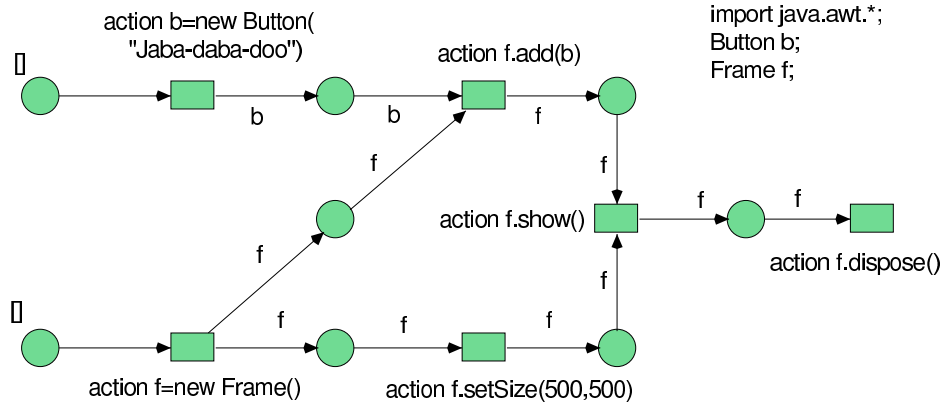 action b=new Button(
"Jaba-daba-doo")
import java.awt.*;
Button b;
Frame f;
[]
action f.add(b)
b
b
f
f
f
f
action f.show()
f
f
action f.dispose()
f
[]
f
f
f
action f=new Frame()
action f.setSize(500,500)